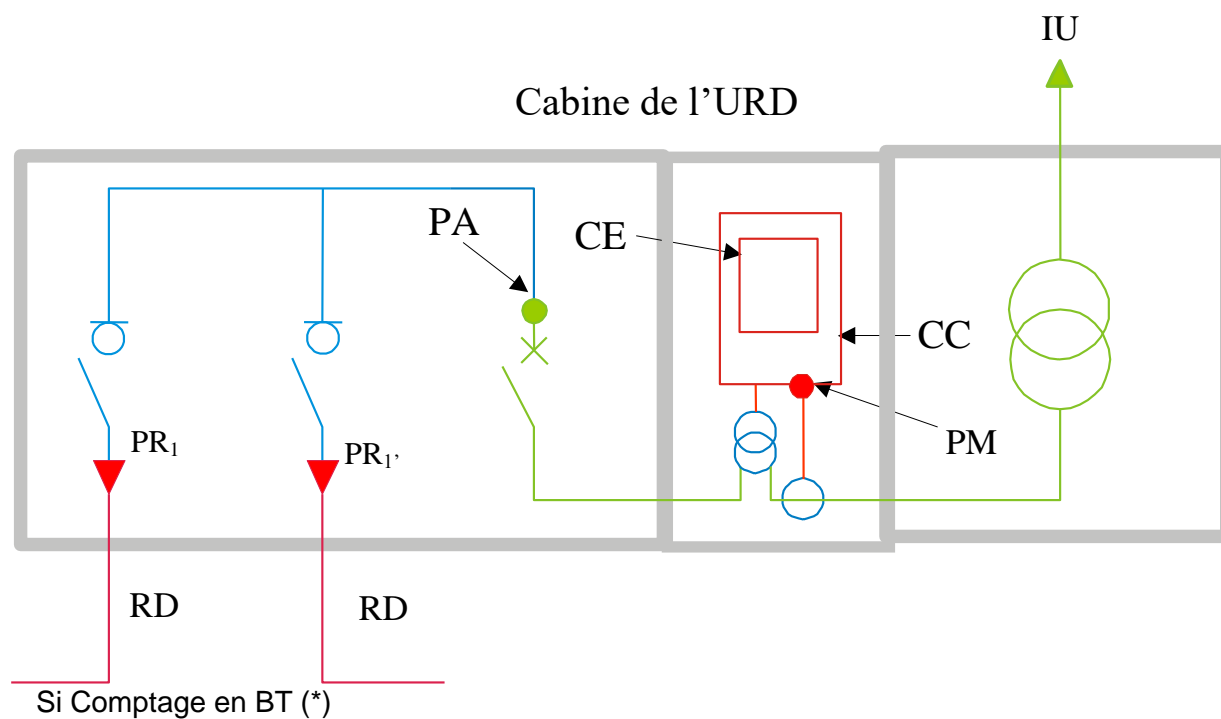 IU
Cabine de l’URD
PA
CE
CC
PR₁
PR₁’
PM
RD
RD
Si Comptage en BT (*)